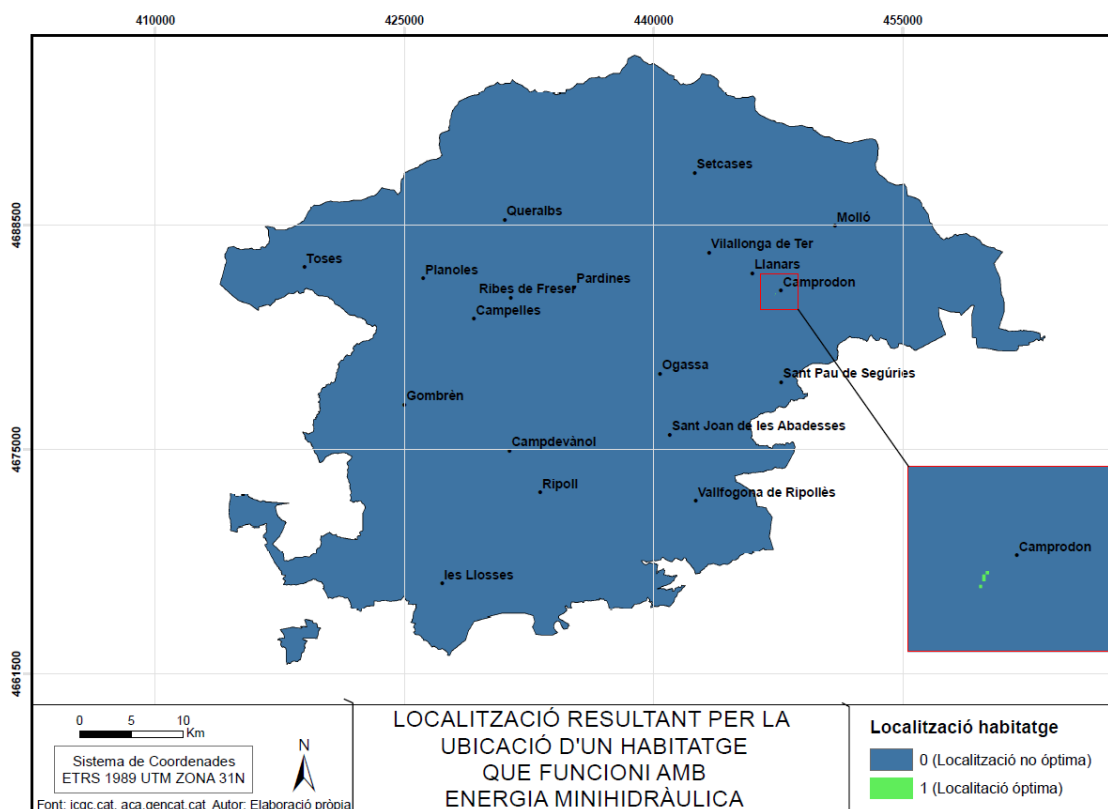 410000
425000
440000
455000
Setcases
Queralbs
4688500
Molló
Vilallonga de Ter
Toses
Llanars
Planoles
Pardines
Camprodon
Ribes de Freser
Campelles
Ogassa
Sant Pau de Segúries
Gombrèn
Sant Joan de les Abadesses
4675000
Campdevànol
Ripoll
Vallfogona de Ripollès
Camprodon
les Llosses
4661500
0 5 10
Km
Sistema de Coordenades
ETRS 1989 UTM ZONA 31N
N
Font: icgc.cat, aca.gencat.cat Autor: Elaboració pròpia
LOCALITZACIÓ RESULTANT PER LA
UBICACIÓ D'UN HABITATGE
QUE FUNCIONI AMB
ENERGIA MINIHIDRÀULICA
Localització habitatge
0 (Localització no óptima)
1 (Localitació óptima)